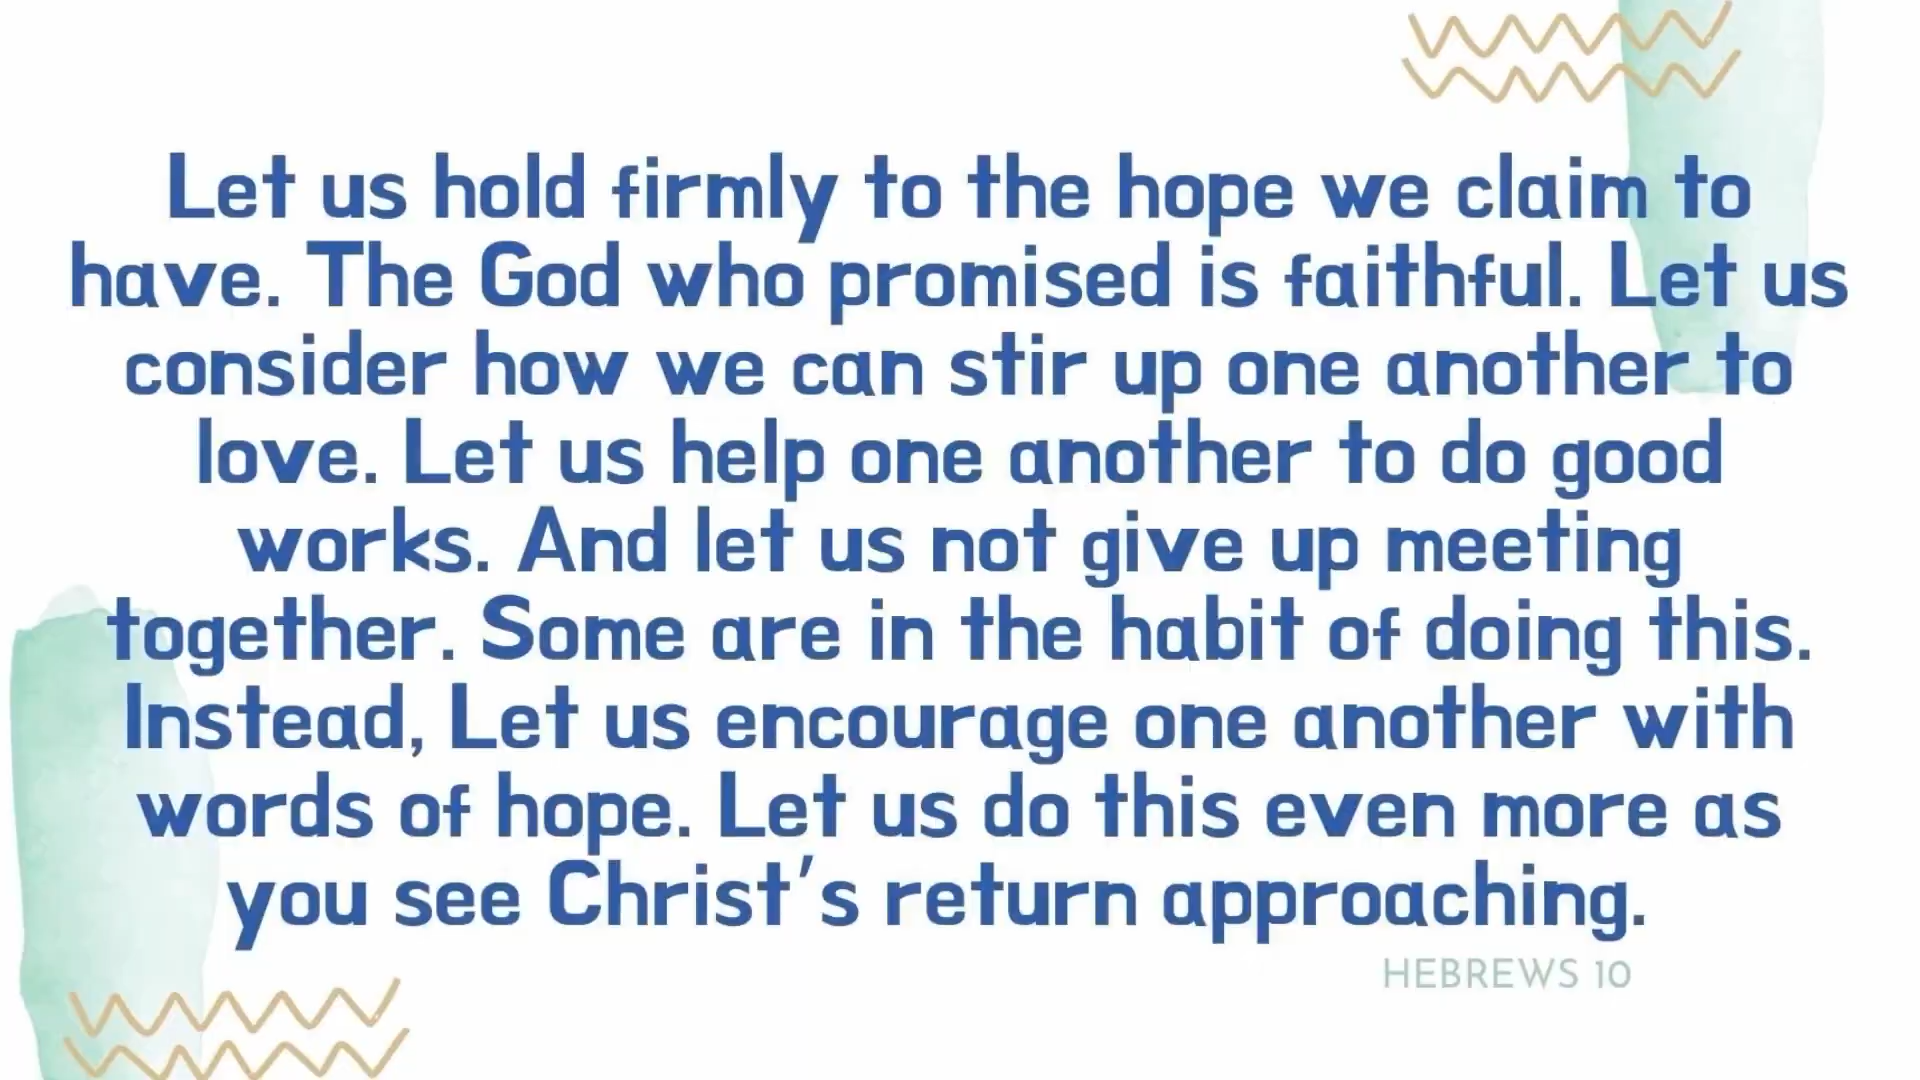 Let us hold firmly to the hope we claim to
have. The God who promised is faithful. Let us
consider how we can stir up one another to
love. Let us help one another to do good
works. And let us not give up meeting
together. Some are in the habit of doing this.
Instead, Let us encourage one another with
words of hope. Let us do this even more as
you see Christ's return approaching.
HEBREWS 10